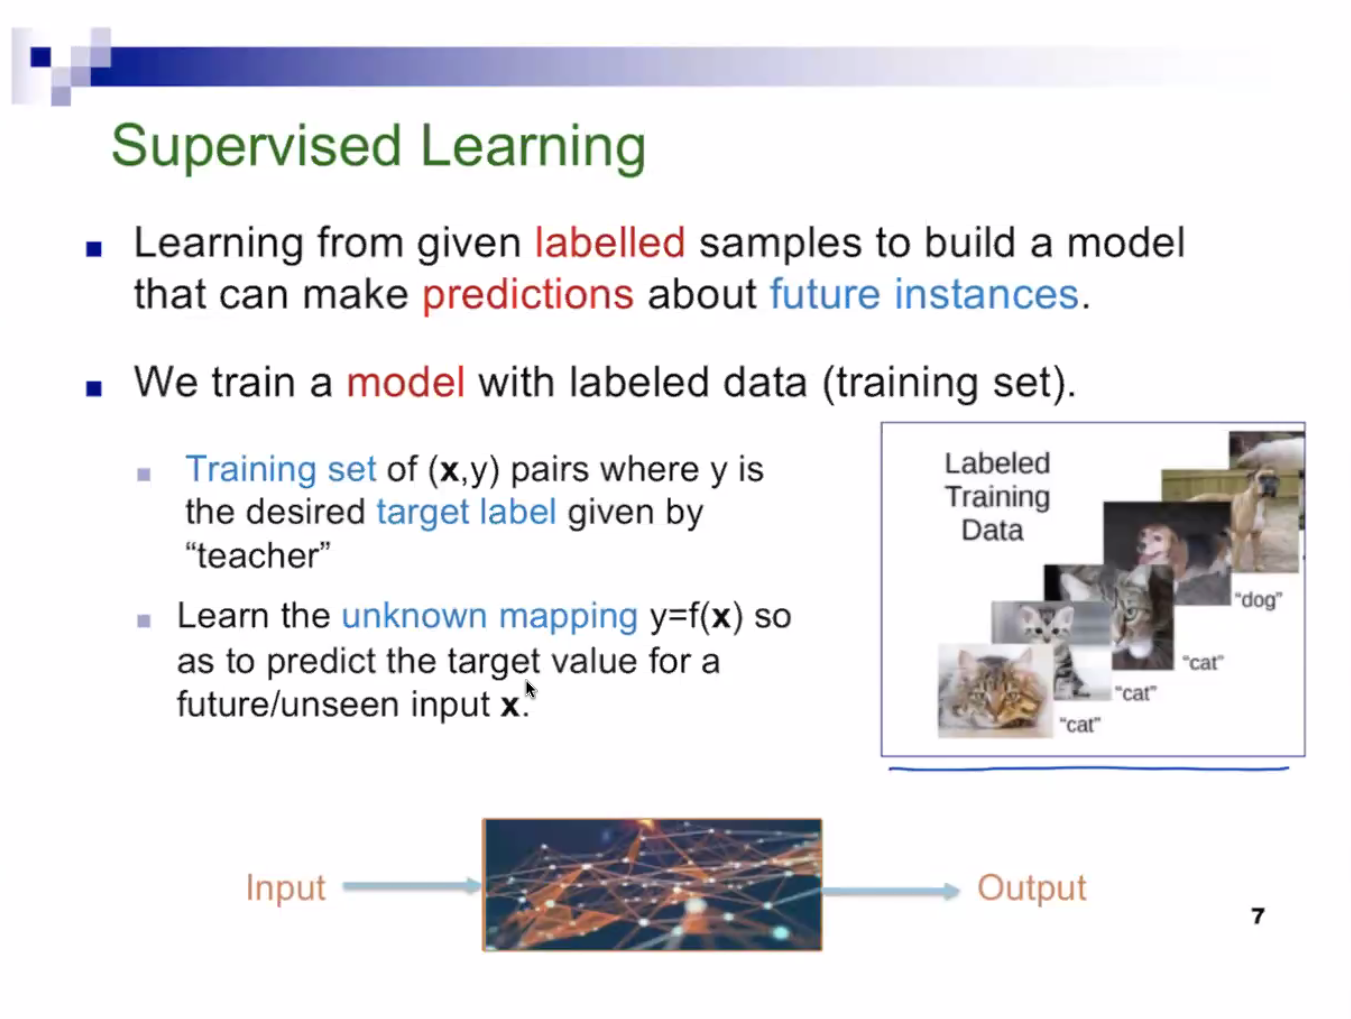 Supervised Learning
Learning from given labelled samples to build a model
that can make predictions about future instances.
We train a model with labeled data (training set).
Training set of (x,y) pairs where y is
the desired target label given by
“teacher”
Learn the unknown mapping y=f(x) so
as to predict the target value for a
future/unseen input x.
Labeled
Training
Data
“dog”
“cat”
“cat”
“cat”
Input
Output
7